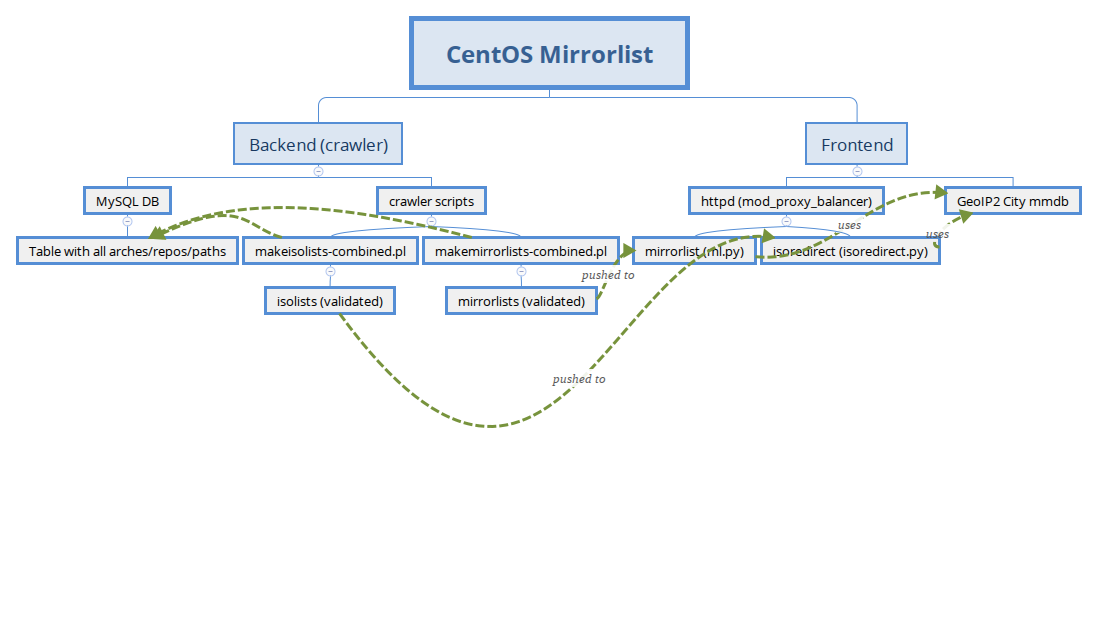 CentOS Mirrorlist
Backend (crawler)
Frontend
MySQL DB
crawler scripts
httpd (mod_proxy_balancer)
GeoIP2 City mmdb
uses
uses
Table with all arches/repos/paths
makeisolists-combined.pl
makemirrorlists-combined.pl
mirrorlist (ml.py)
isoredirect (isoredirect.py)
pushed to
isolists (validated)
mirrorlists (validated)
pushed to